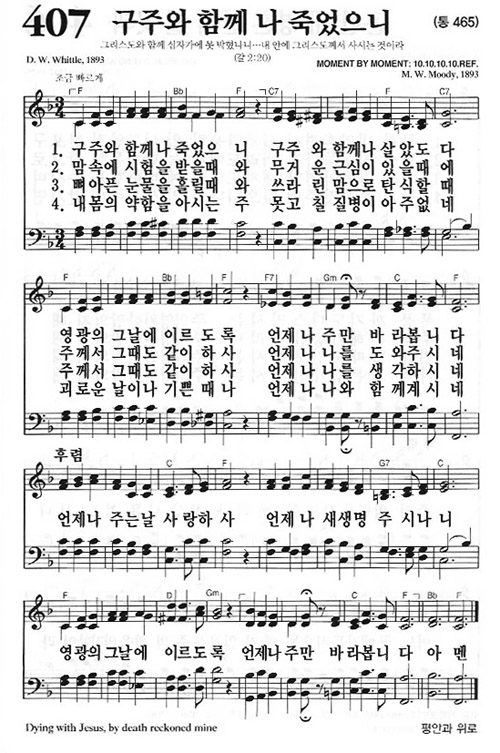 407 구주와 함께 나 죽었으니 (통 465)
그리스도와 함께 십자가에 못 박혔나니…내 안에 그리스도께서 사시는 것이라
(갈 2:20)
D. W. Whittle, 1893
MOMENT BY MOMENT: 10.10.10.10.REF.
조금 빠르게
M. W. Moody, 1893
F C7 F C7
1. 구주와 함께나 죽었으 니 구주 와 함께나 살았도 다
2. 맘속에 시험을 받을때 와 무거 운 근심이 있을때 에
3. 뼈아픈 눈물을 흘릴때 와 쓰라 린 맘으로 탄식할 때
4. 내몸의 약함을 아시는 주 못고 칠 질병이 아주없 네
F F7 Gm C F
영광의 그날에 이르도 록 언제 나 주만 바 라봅니 다
주께서 그때도 같이 하 사 언제 나 나를 도 와주시 네
주께서 그때도 같이 하 사 언제 나 나를 생 각하시 네
괴로운 날이나 기쁜 때 나 언제 나 나와 함 께계시 네
후렴
F C F G7 C
언제나 주는날 사 랑하 사 언제 나 새생명 주 시나 니
F D Gm C F
영광의 그날에 이르도 록 언제나 주만 바 라봅니 다 아 멘
Dying with Jesus, by death reckoned mine
평안과 위로